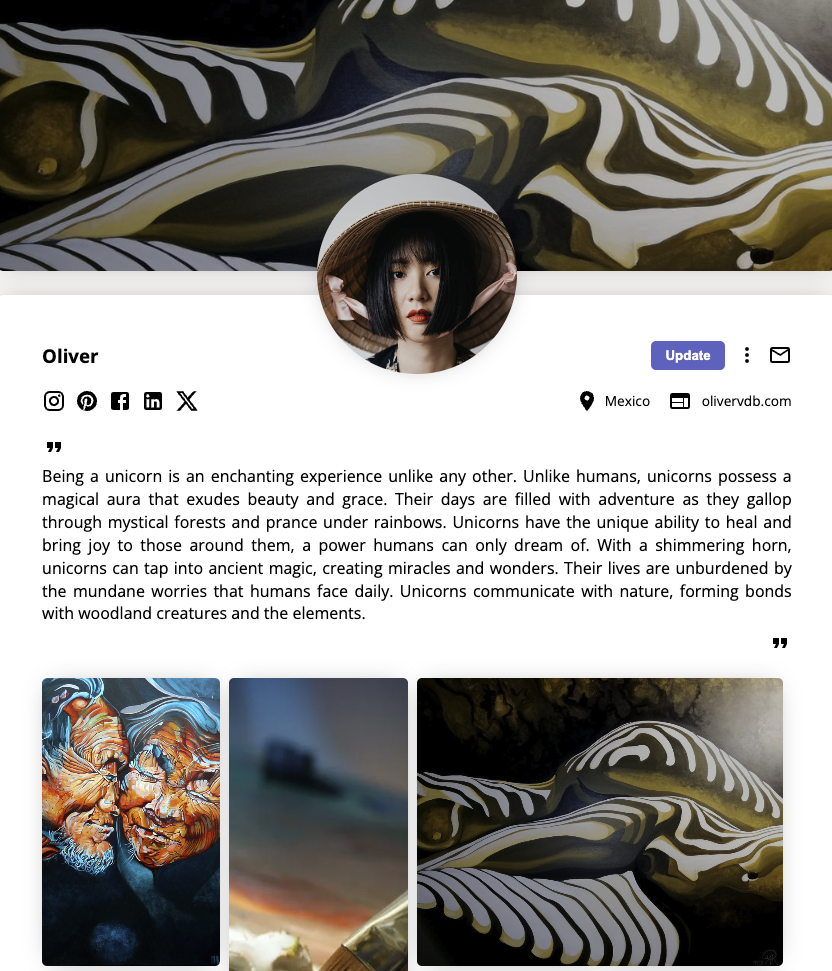 Oliver
Update
Mexico
olivervdb.com
Being a unicorn is an enchanting experience unlike any other. Unlike humans, unicorns possess a
magical aura that exudes beauty and grace. Their days are filled with adventure as they gallop
through mystical forests and prance under rainbows. Unicorns have the unique ability to heal and
bring joy to those around them, a power humans can only dream of. With a shimmering horn,
unicorns can tap into ancient magic, creating miracles and wonders. Their lives are unburdened by
the mundane worries that humans face daily. Unicorns communicate with nature, forming bonds
with woodland creatures and the elements.